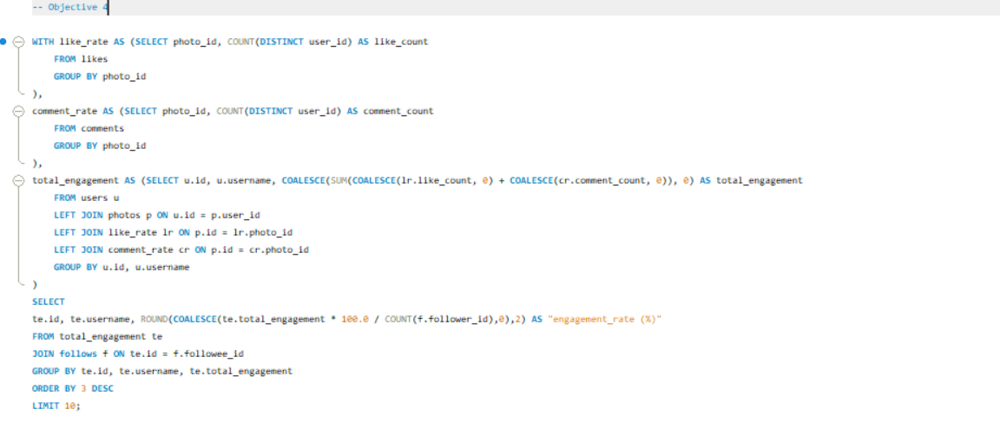 -- Objective 4
WITH like_rate AS (SELECT photo_id, COUNT(DISTINCT user_id) AS like_count
FROM likes
GROUP BY photo_id
),
comment_rate AS (SELECT photo_id, COUNT(DISTINCT user_id) AS comment_count
FROM comments
GROUP BY photo_id
),
total_engagement AS (SELECT u.id, u.username, COALESCE(SUM(COALESCE(lr.like_count, 0) + COALESCE(cr.comment_count, 0)), 0) AS total_engagement
FROM users u
LEFT JOIN photos p ON u.id = p.user_id
LEFT JOIN like_rate lr ON p.id = lr.photo_id
LEFT JOIN comment_rate cr ON p.id = cr.photo_id
GROUP BY u.id, u.username
)
SELECT
te.id, te.username, ROUND(COALESCE(te.total_engagement * 100.0 / COUNT(f.follower_id),0),2) AS "engagement_rate (%)"
FROM total_engagement te
JOIN follows f ON te.id = f.followee_id
GROUP BY te.id, te.username, te.total_engagement
ORDER BY 3 DESC
LIMIT 10;